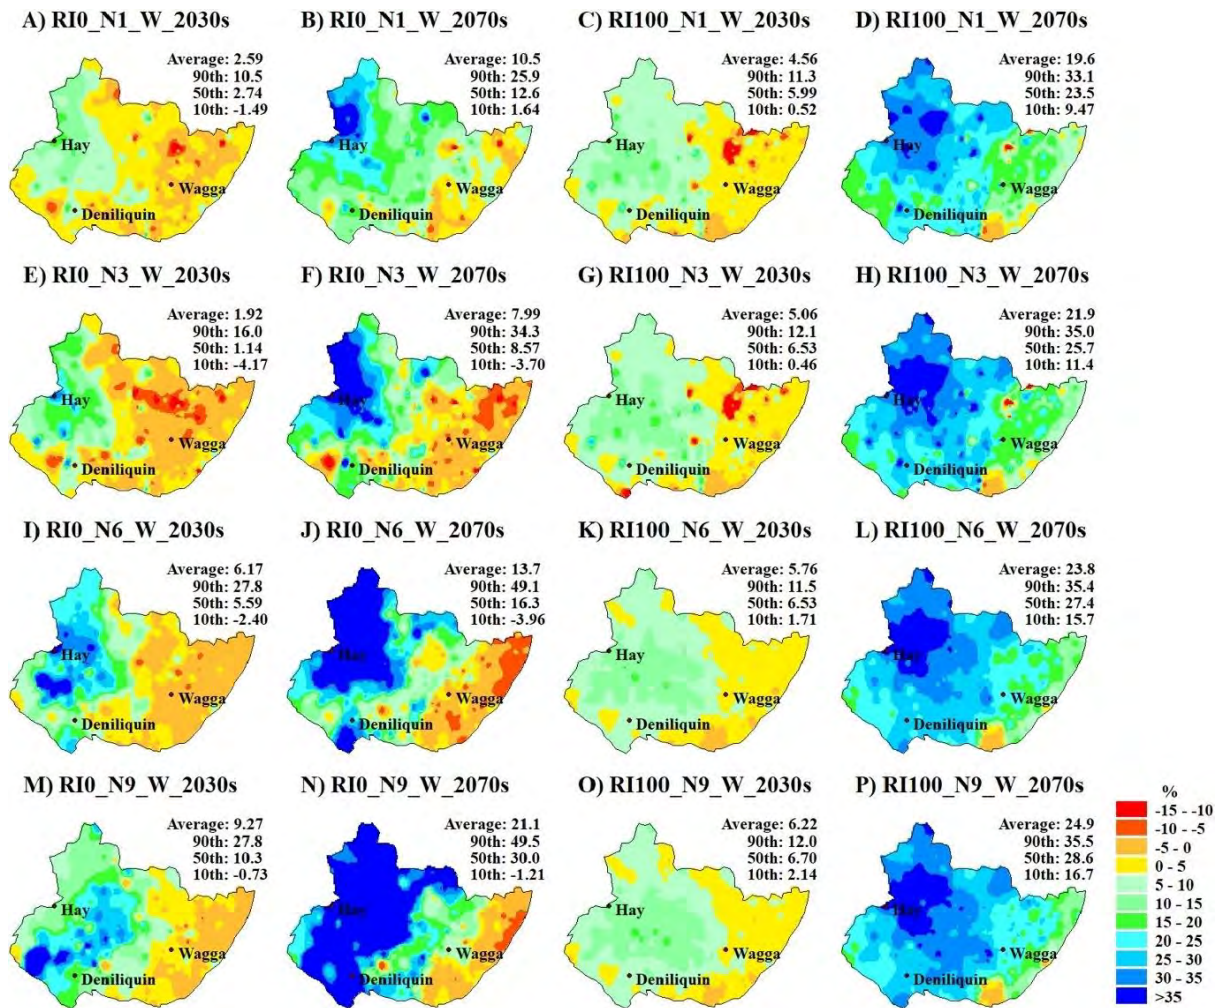 A) RI0_N1_W_2030s
Average: 2.59
90th: 10.5
50th: 2.74
10th: -1.49
Hay
Wagga
Deniliquin
B) RI0_N1_W_2070s
Average: 10.5
90th: 25.9
50th: 12.6
10th: 1.64
Hay
Wagga
Deniliquin
C) RI100_N1_W_2030s
Average: 4.56
90th: 11.3
50th: 5.99
10th: 0.52
Hay
Wagga
Deniliquin
D) RI100_N1_W_2070s
Average: 19.6
90th: 33.1
50th: 23.5
10th: 9.47
Hay
Wagga
Deniliquin
E) RI0_N3_W_2030s
Average: 1.92
90th: 16.0
50th: 1.14
10th: -4.17
Hay
Wagga
Deniliquin
F) RI0_N3_W_2070s
Average: 7.99
90th: 34.3
50th: 8.57
10th: -3.70
Hay
Wagga
Deniliquin
G) RI100_N3_W_2030s
Average: 5.06
90th: 12.1
50th: 6.53
10th: 0.46
Hay
Wagga
Deniliquin
H) RI100_N3_W_2070s
Average: 21.9
90th: 35.0
50th: 25.7
10th: 11.4
Hay
Wagga
Deniliquin
I) RI0_N6_W_2030s
Average: 6.17
90th: 27.8
50th: 5.59
10th: -2.40
Hay
Wagga
Deniliquin
J) RI0_N6_W_2070s
Average: 13.7
90th: 49.1
50th: 16.3
10th: -3.96
Hay
Wagga
Deniliquin
K) RI100_N6_W_2030s
Average: 5.76
90th: 11.5
50th: 6.53
10th: 1.71
Hay
Wagga
Deniliquin
L) RI100_N6_W_2070s
Average: 23.8
90th: 35.4
50th: 27.4
10th: 15.7
Hay
Wagga
Deniliquin
M) RI0_N9_W_2030s
Average: 9.27
90th: 27.8
50th: 10.3
10th: -0.73
Hay
Wagga
Deniliquin
N) RI0_N9_W_2070s
Average: 21.1
90th: 49.5
50th: 30.0
10th: -1.21
Hay
Wagga
Deniliquin
O) RI100_N9_W_2030s
Average: 6.22
90th: 12.0
50th: 6.70
10th: 2.14
Hay
Wagga
Deniliquin
P) RI100_N9_W_2070s
Average: 24.9
90th: 35.5
50th: 28.6
10th: 16.7
Hay
Wagga
Deniliquin
%
-15 - -10
-10 - -5
-5 - 0
0 - 5
5 - 10
10 - 15
15 - 20
20 - 25
25 - 30
30 - 35
>35